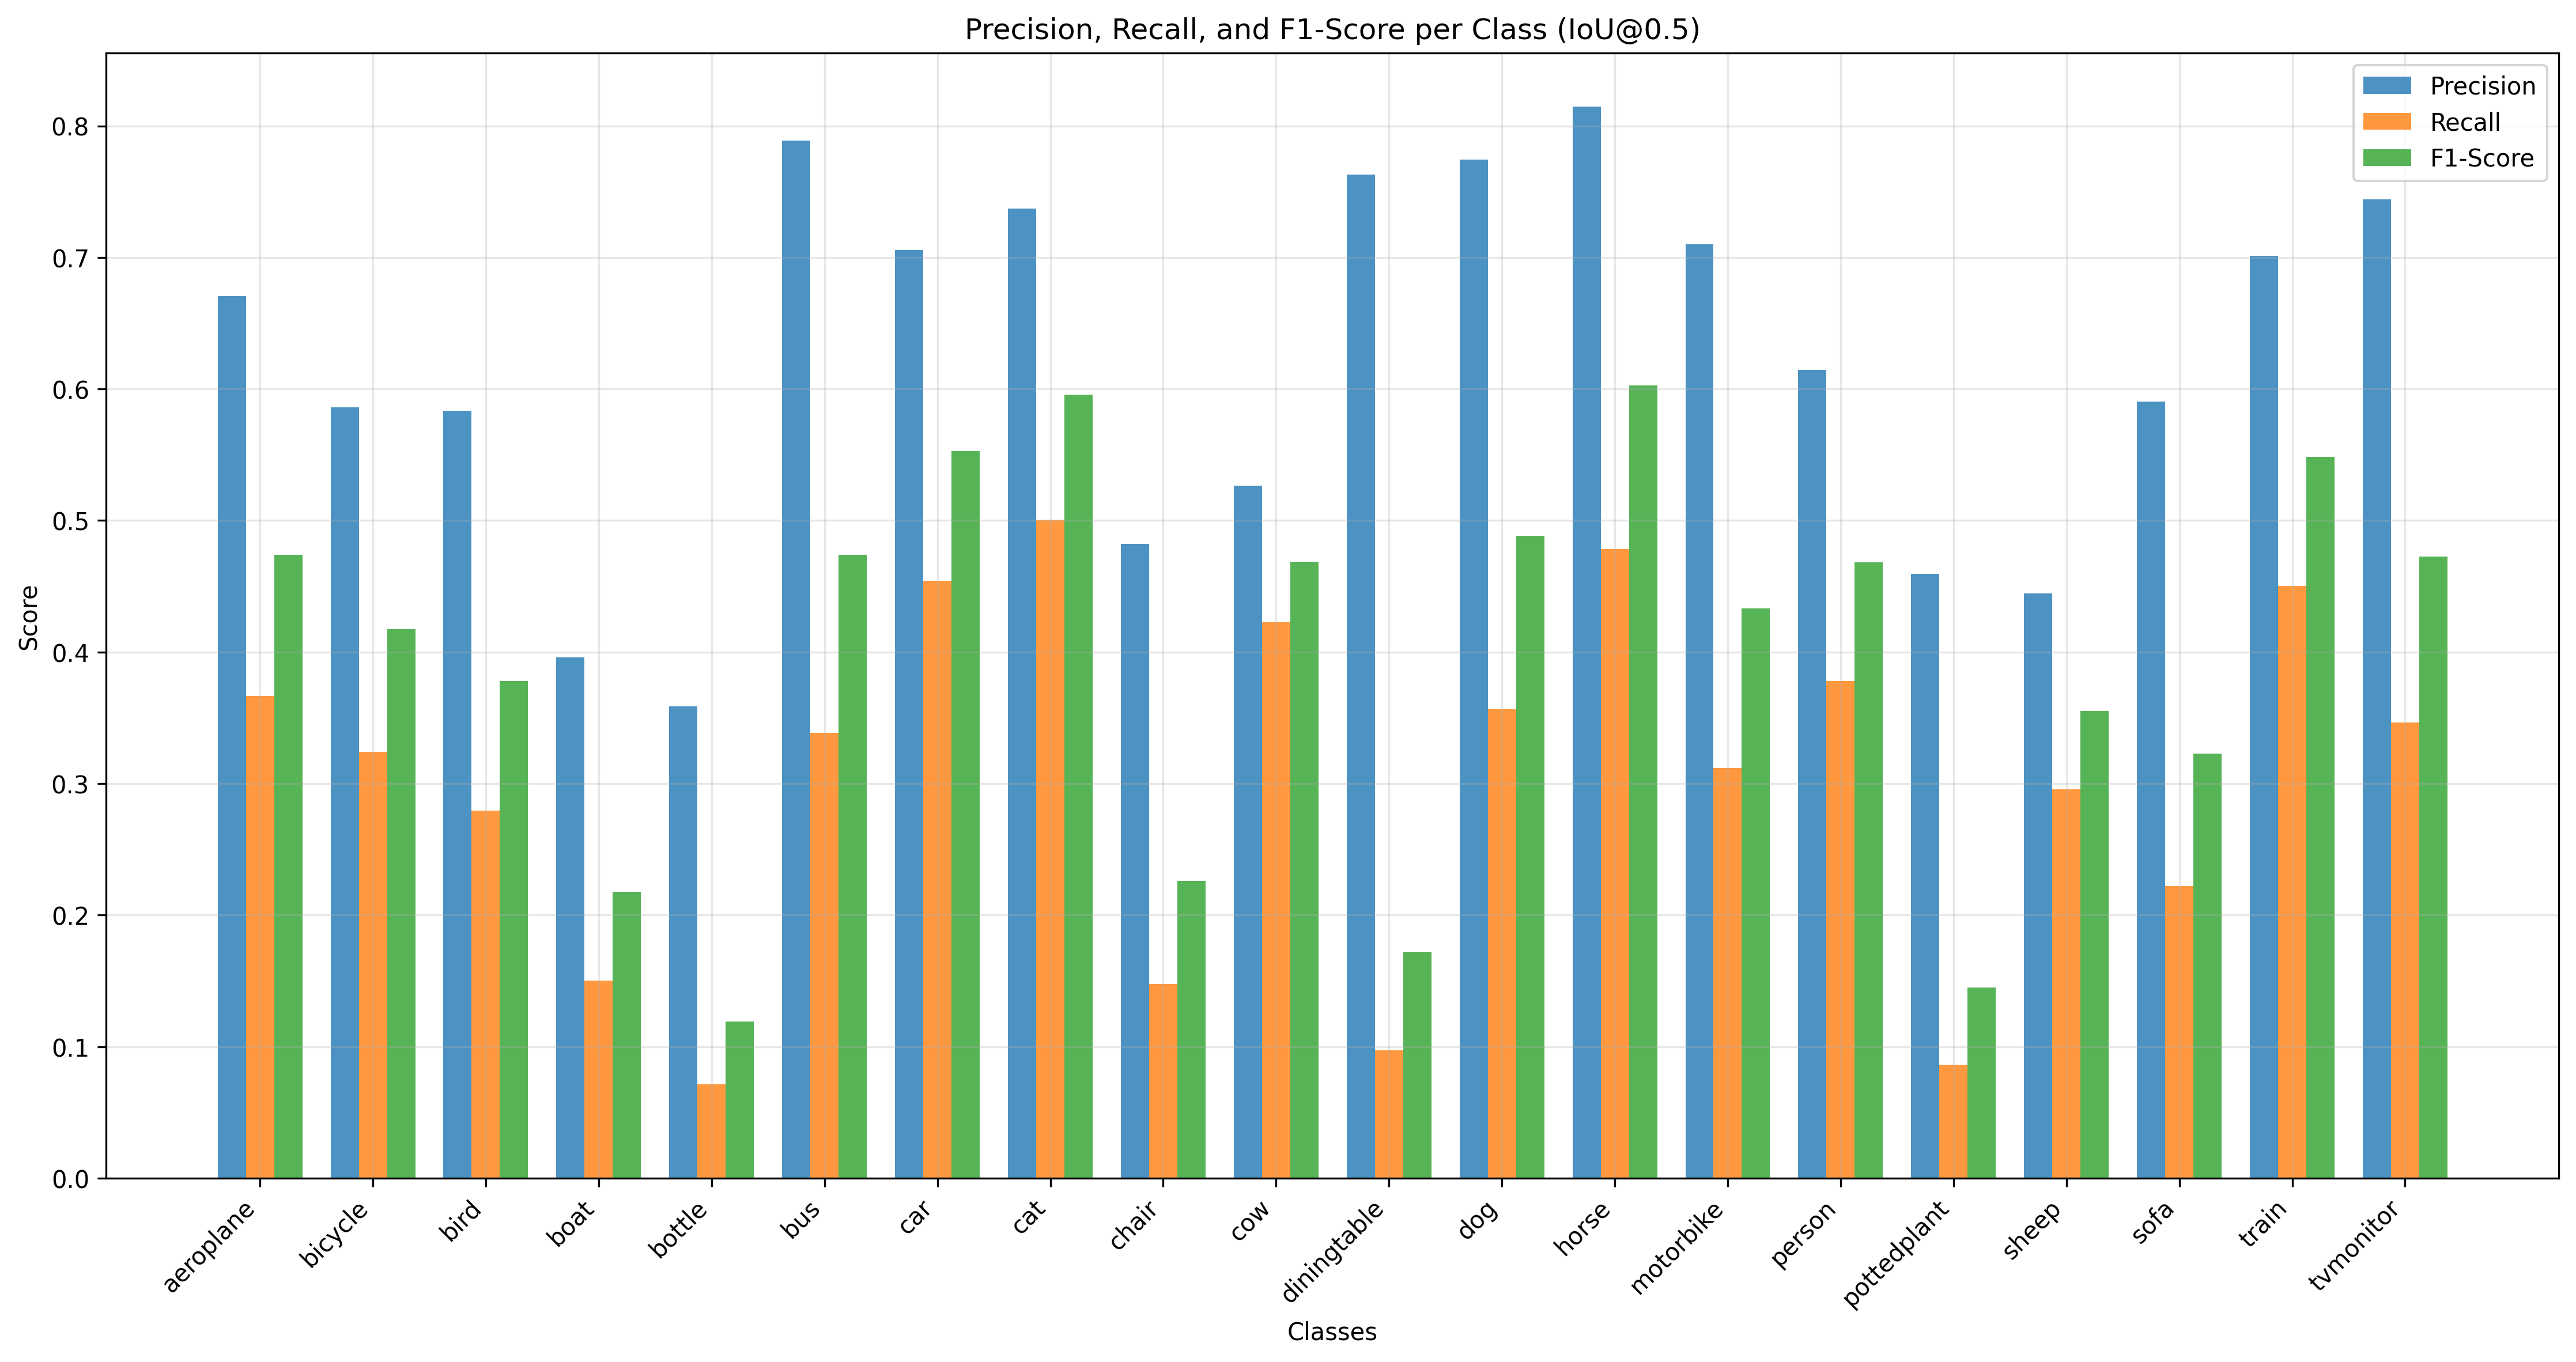 Precision, Recall, and F1-Score per Class (IoU@0.5)
Precision
Recall
F1-Score
0.8
0.7
0.6
0.5
0.4
0.3
0.2
0.1
0.0
Score
aeroplane
bicycle
bird
boat
bottle
bus
car
cat
chair
cow
diningtable
dog
horse
motorbike
person
pottedplant
sheep
sofa
train
tvmonitor
Classes